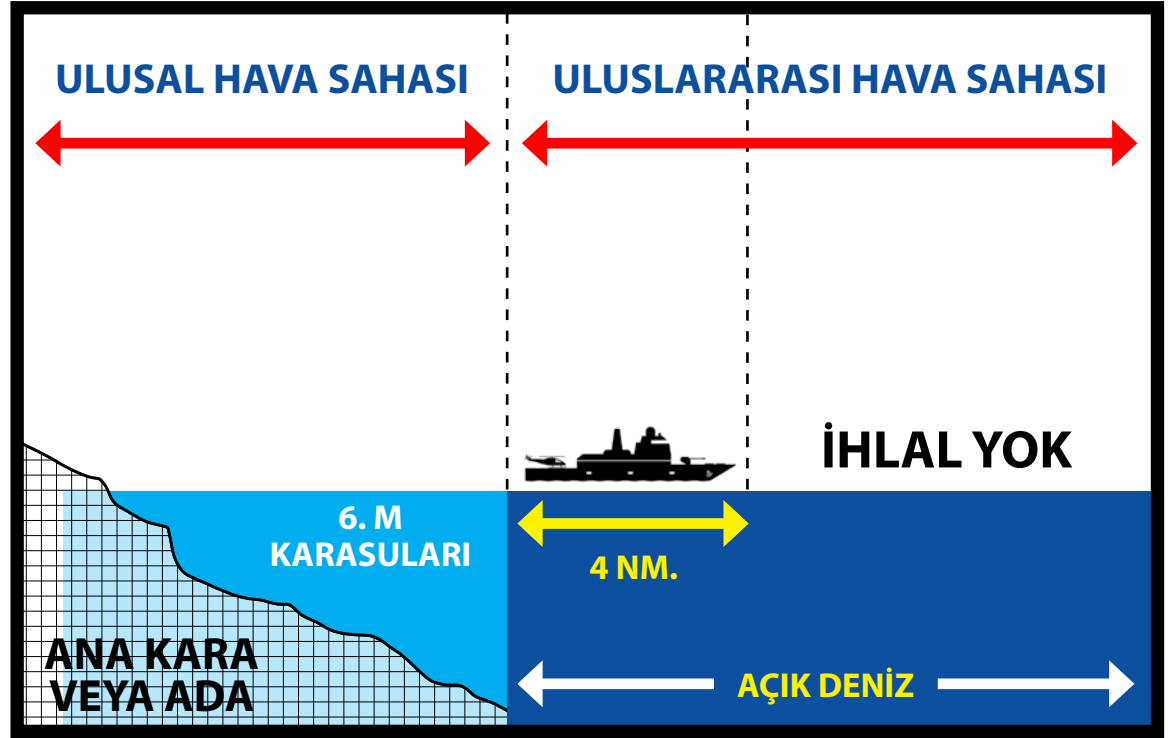 ULUSAL HAVA SAHASI
ULUSLARARASI HAVA SAHASI
İHLAL YOK
6. M
KARASULARI
4 NM.
ANA KARA
VEYA ADA
AÇIK DENİZ